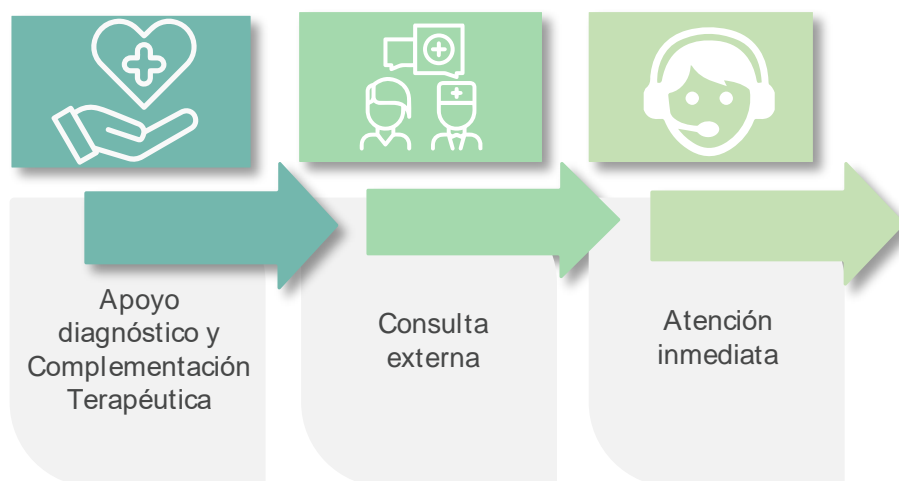 Apoyo
diagnóstico y
Complementación
Terapéutica
Consulta
externa
Atención
inmediata